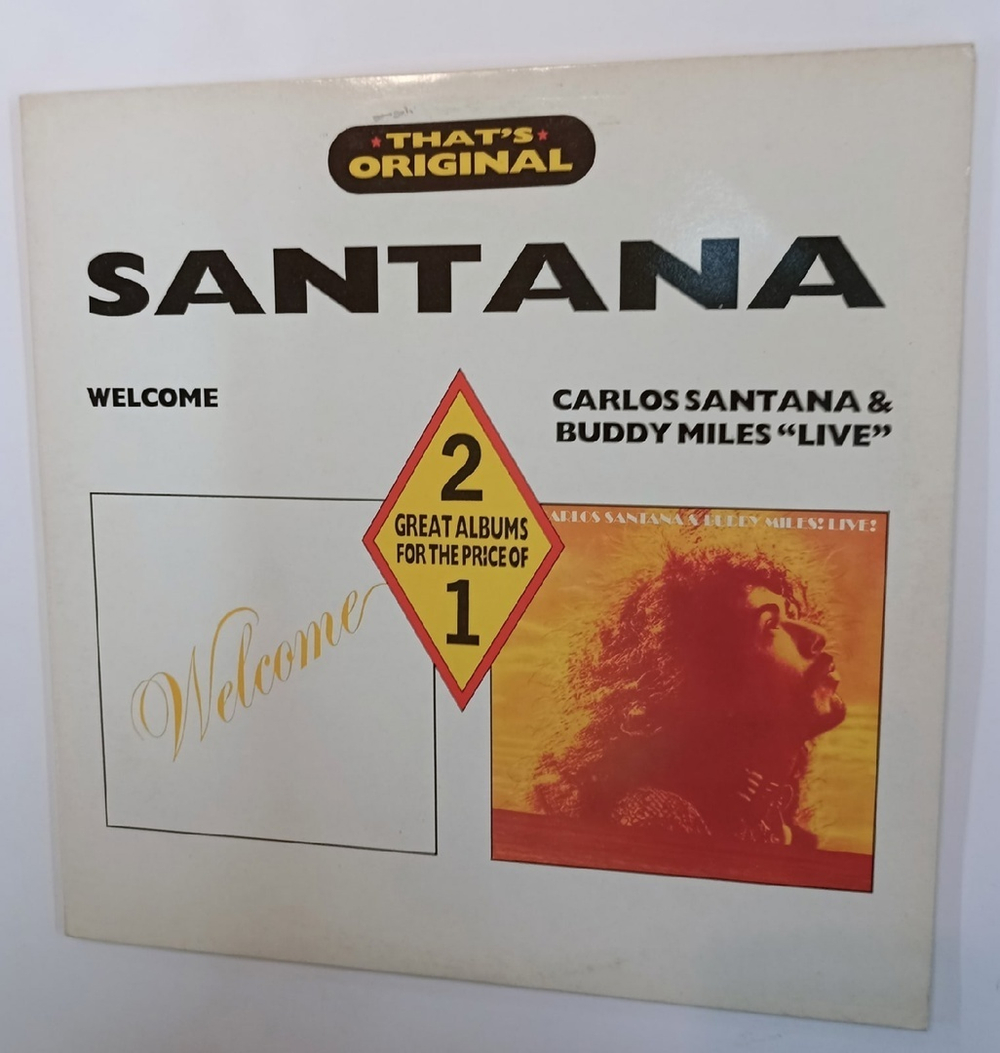 THAT'S
ORIGINAL
SANTANA
WELCOME
CARLOS SANTANA &
BUDDY MILES “LIVE”
2
GREAT ALBUMS
FOR THE PRICE OF
1
Welcome
ARLOS SANTANA & BUDDY MILES! LIVE!